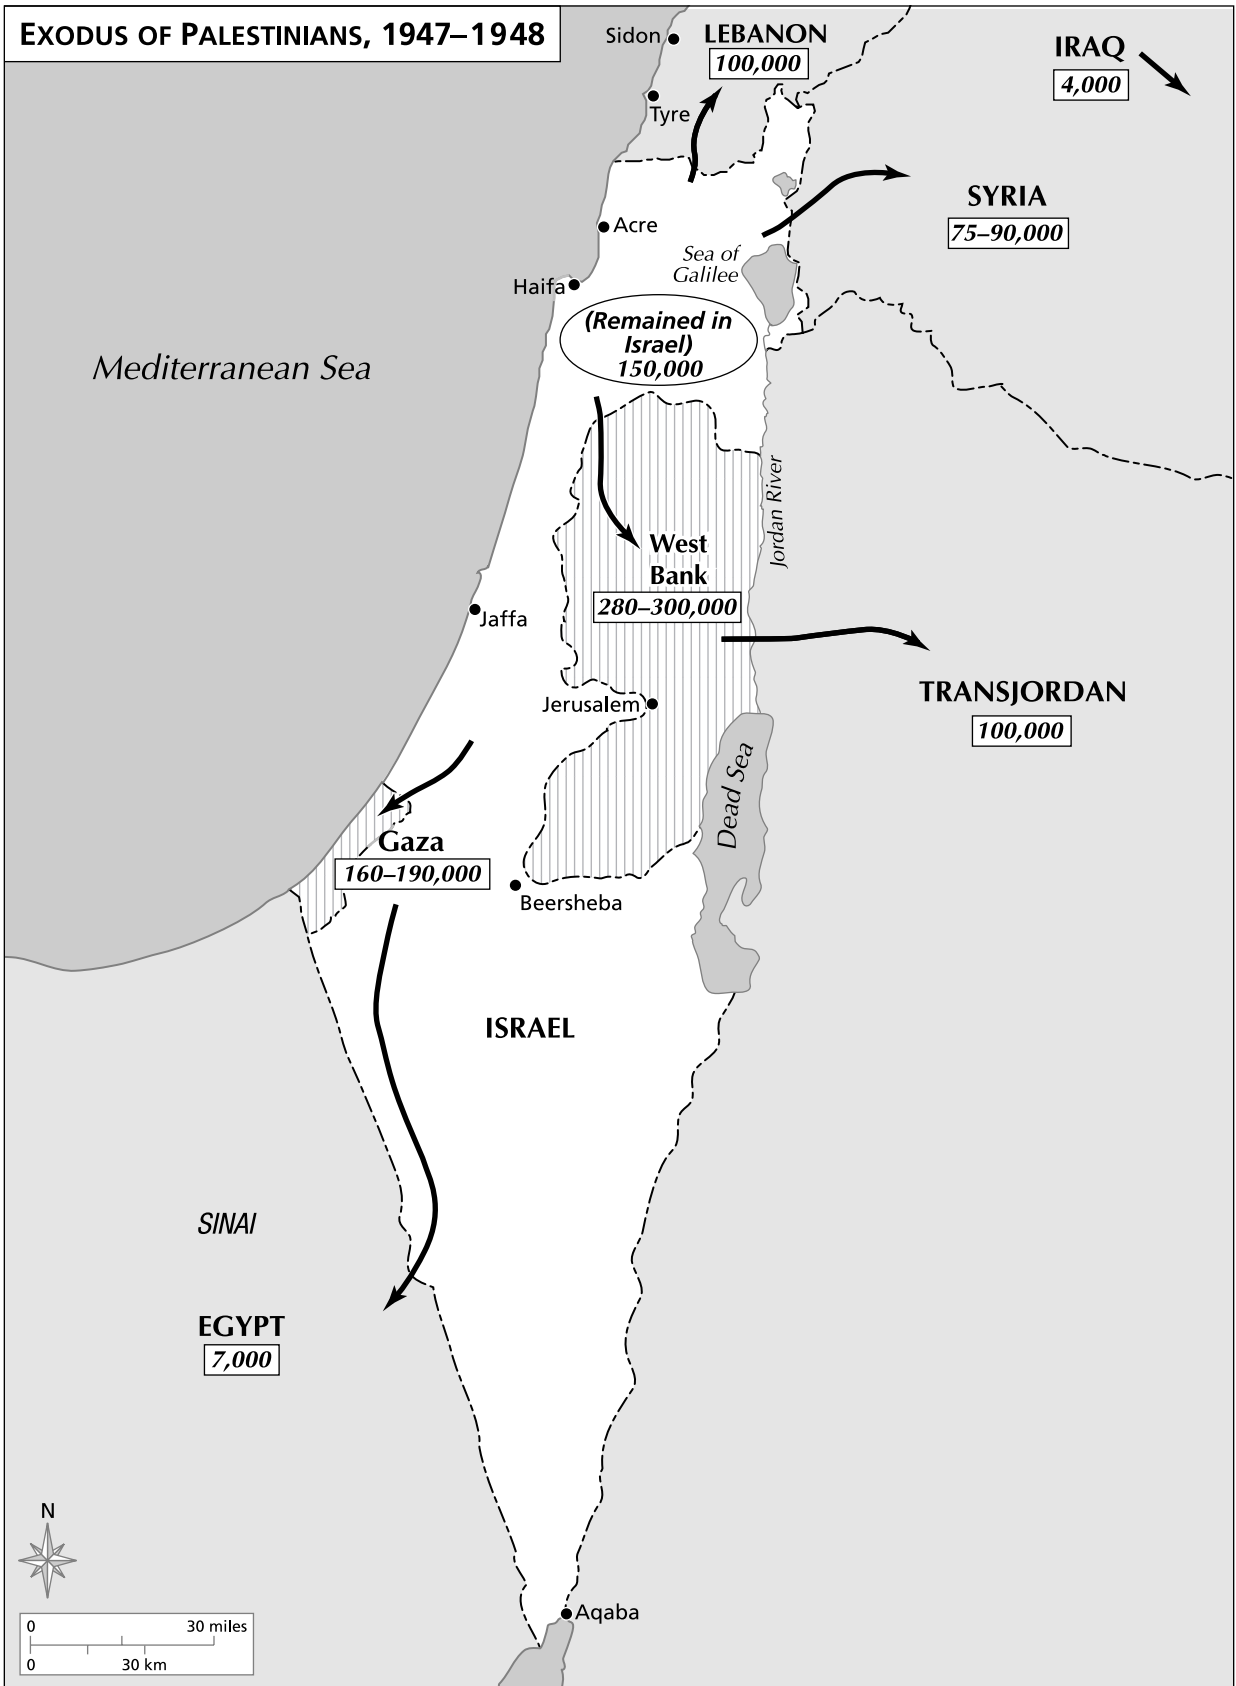 EXODUS OF PALESTINIANS, 1947–1948
Sidon
LEBANON
100,000
IRAQ
4,000
Tyre
SYRIA
75–90,000
Acre
Sea of
Galilee
Haifa
(Remained in
Israel)
150,000
Mediterranean Sea
Jordan River
West
Bank
280–300,000
Jaffa
TRANSJORDAN
100,000
Jerusalem
Dead Sea
Gaza
160–190,000
Beersheba
ISRAEL
SINAI
EGYPT
7,000
N
0 30 miles
0 30 km
Aqaba